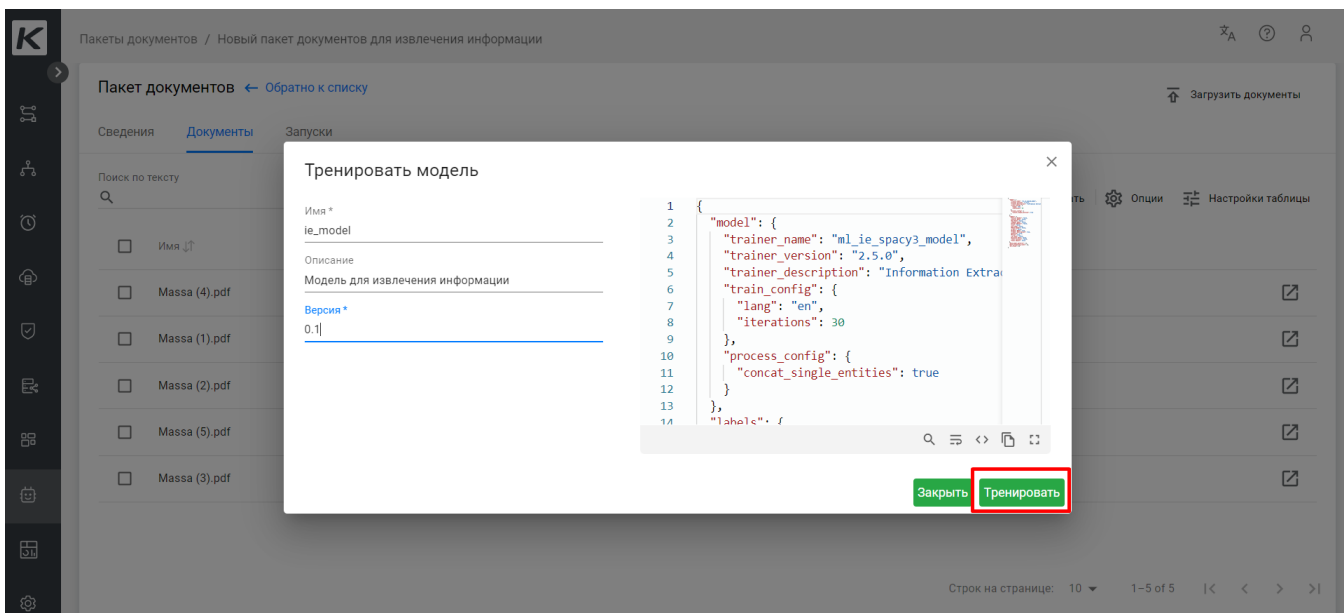 K
Пакеты документов / Новый пакет документов для извлечения информации
Пакет документов ← Обратно к списку
Загрузить документы
Сведения Документы Запуски
Поиск по тексту
Опции Настройки таблицы
Имя
Massa (4).pdf
Massa (1).pdf
Massa (2).pdf
Massa (5).pdf
Massa (3).pdf
Тренировать модель
Имя *
ie_model
Описание
Модель для извлечения информации
Версия *
0.1
1 {
2 "model": {
3 "trainer_name": "ml_ie_spacy3_model",
4 "trainer_version": "2.5.0",
5 "trainer_description": "Information Extra
6 "train_config": {
7 "lang": "en",
8 "iterations": 30
9 },
10 "process_config": {
11 "concat_single_entities": true
12 }
13 },
14 "labels": {
Закрыть Тренировать
Строк на странице: 10 1–5 of 5